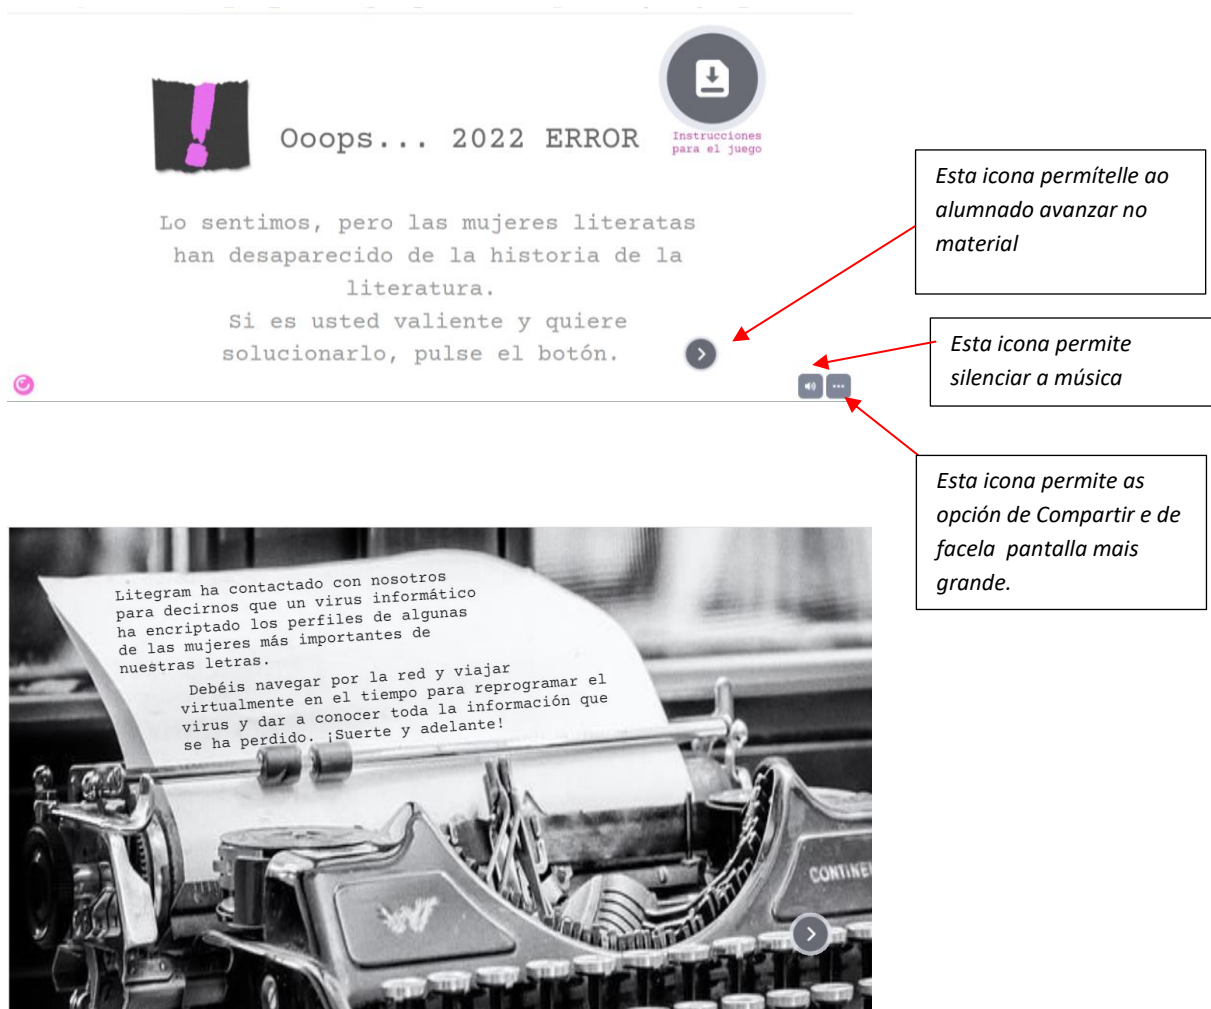 Ooops... 2022 ERROR
Instrucciones
para el juego
Lo sentimos, pero las mujeres literatas
han desaparecido de la historia de la
literatura.
Si es usted valiente y quiere
solucionarlo, pulse el botón.
Esta icona permítelle ao
alumnado avanzar no
material
Esta icona permite
silenciar a música
Esta icona permite as
opción de Compartir e de
facela pantalla mais
grande.
Litegram ha contactado con nosotros
para decirnos que un virus informático
ha encriptado los perfiles de algunas
de las mujeres más importantes de
nuestras letras.
Debéis navegar por la red y viajar
virtualmente en el tiempo para reprogramar el
virus y dar a conocer toda la información que
se ha perdido. ¡Suerte y adelante!